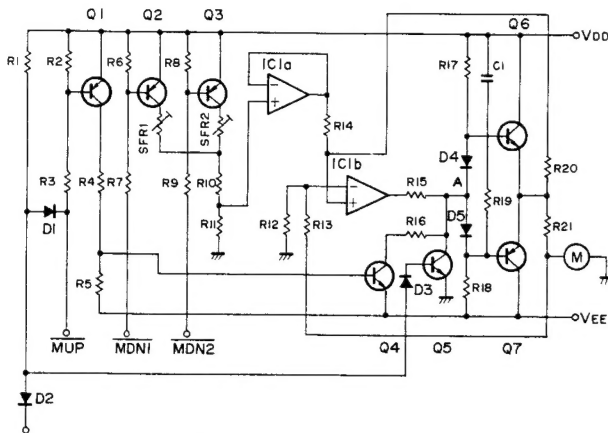 Q1 Q2 Q3 Q6
VDD
R1 R2 R6 R8 IC1a R17 C1
SFR1 SFR2
R14
IC1b
D4 R20
R3 R4 R7 R9 R10 R15 A R19
D1 R11 R12 R13 R16 D5 R21
M
R5 D3 R18
VEE
MUP MDN1 MDN2 Q4 Q5 Q7
D2